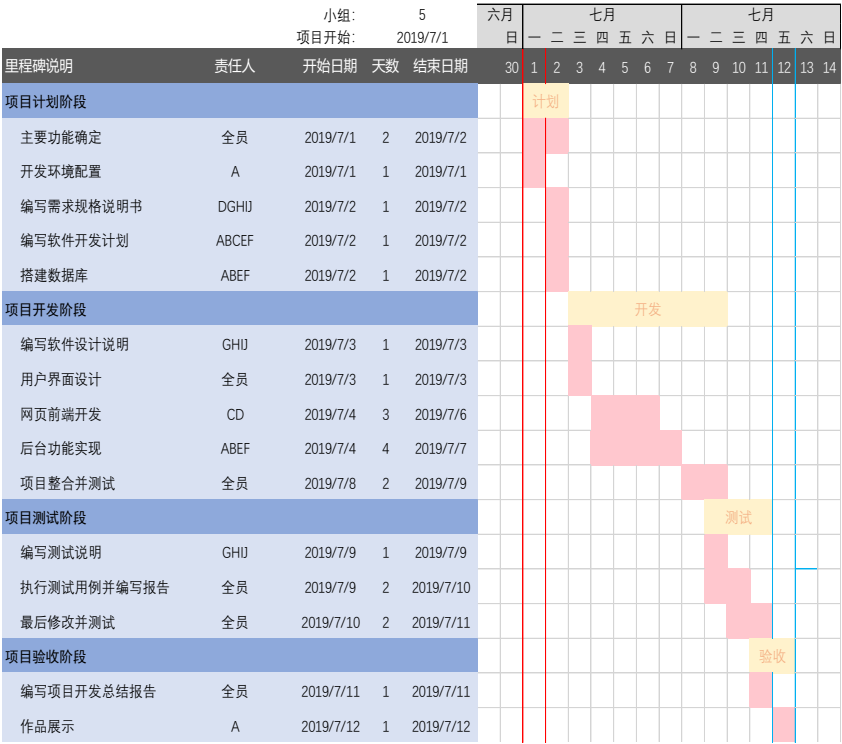 小组： 5 六月 七月 七月
项目开始： 2019/7/1 日 一 二 三 四 五 六 日 一 二 三 四 五 六 日
里程碑说明 责任人 开始日期 天数 结束日期 30 1 2 3 4 5 6 7 8 9 10 11 12 13 14
项目计划阶段 计划
主要功能确定 全员 2019/7/1 2 2019/7/2
开发环境配置 A 2019/7/1 1 2019/7/1
编写需求规格说明书 DGHIJ 2019/7/2 1 2019/7/2
编写软件开发计划 ABCEF 2019/7/2 1 2019/7/2
搭建数据库 ABEF 2019/7/2 1 2019/7/2
项目开发阶段 开发
编写软件设计说明 GHIJ 2019/7/3 1 2019/7/3
用户界面设计 全员 2019/7/3 1 2019/7/3
网页前端开发 CD 2019/7/4 3 2019/7/6
后台功能实现 ABEF 2019/7/4 4 2019/7/7
项目整合并测试 全员 2019/7/8 2 2019/7/9
项目测试阶段 测试
编写测试说明 GHIJ 2019/7/9 1 2019/7/9
执行测试用例并编写报告 全员 2019/7/9 2 2019/7/10
最后修改并测试 全员 2019/7/10 2 2019/7/11
项目验收阶段 验收
编写项目开发总结报告 全员 2019/7/11 1 2019/7/11
作品展示 A 2019/7/12 1 2019/7/12